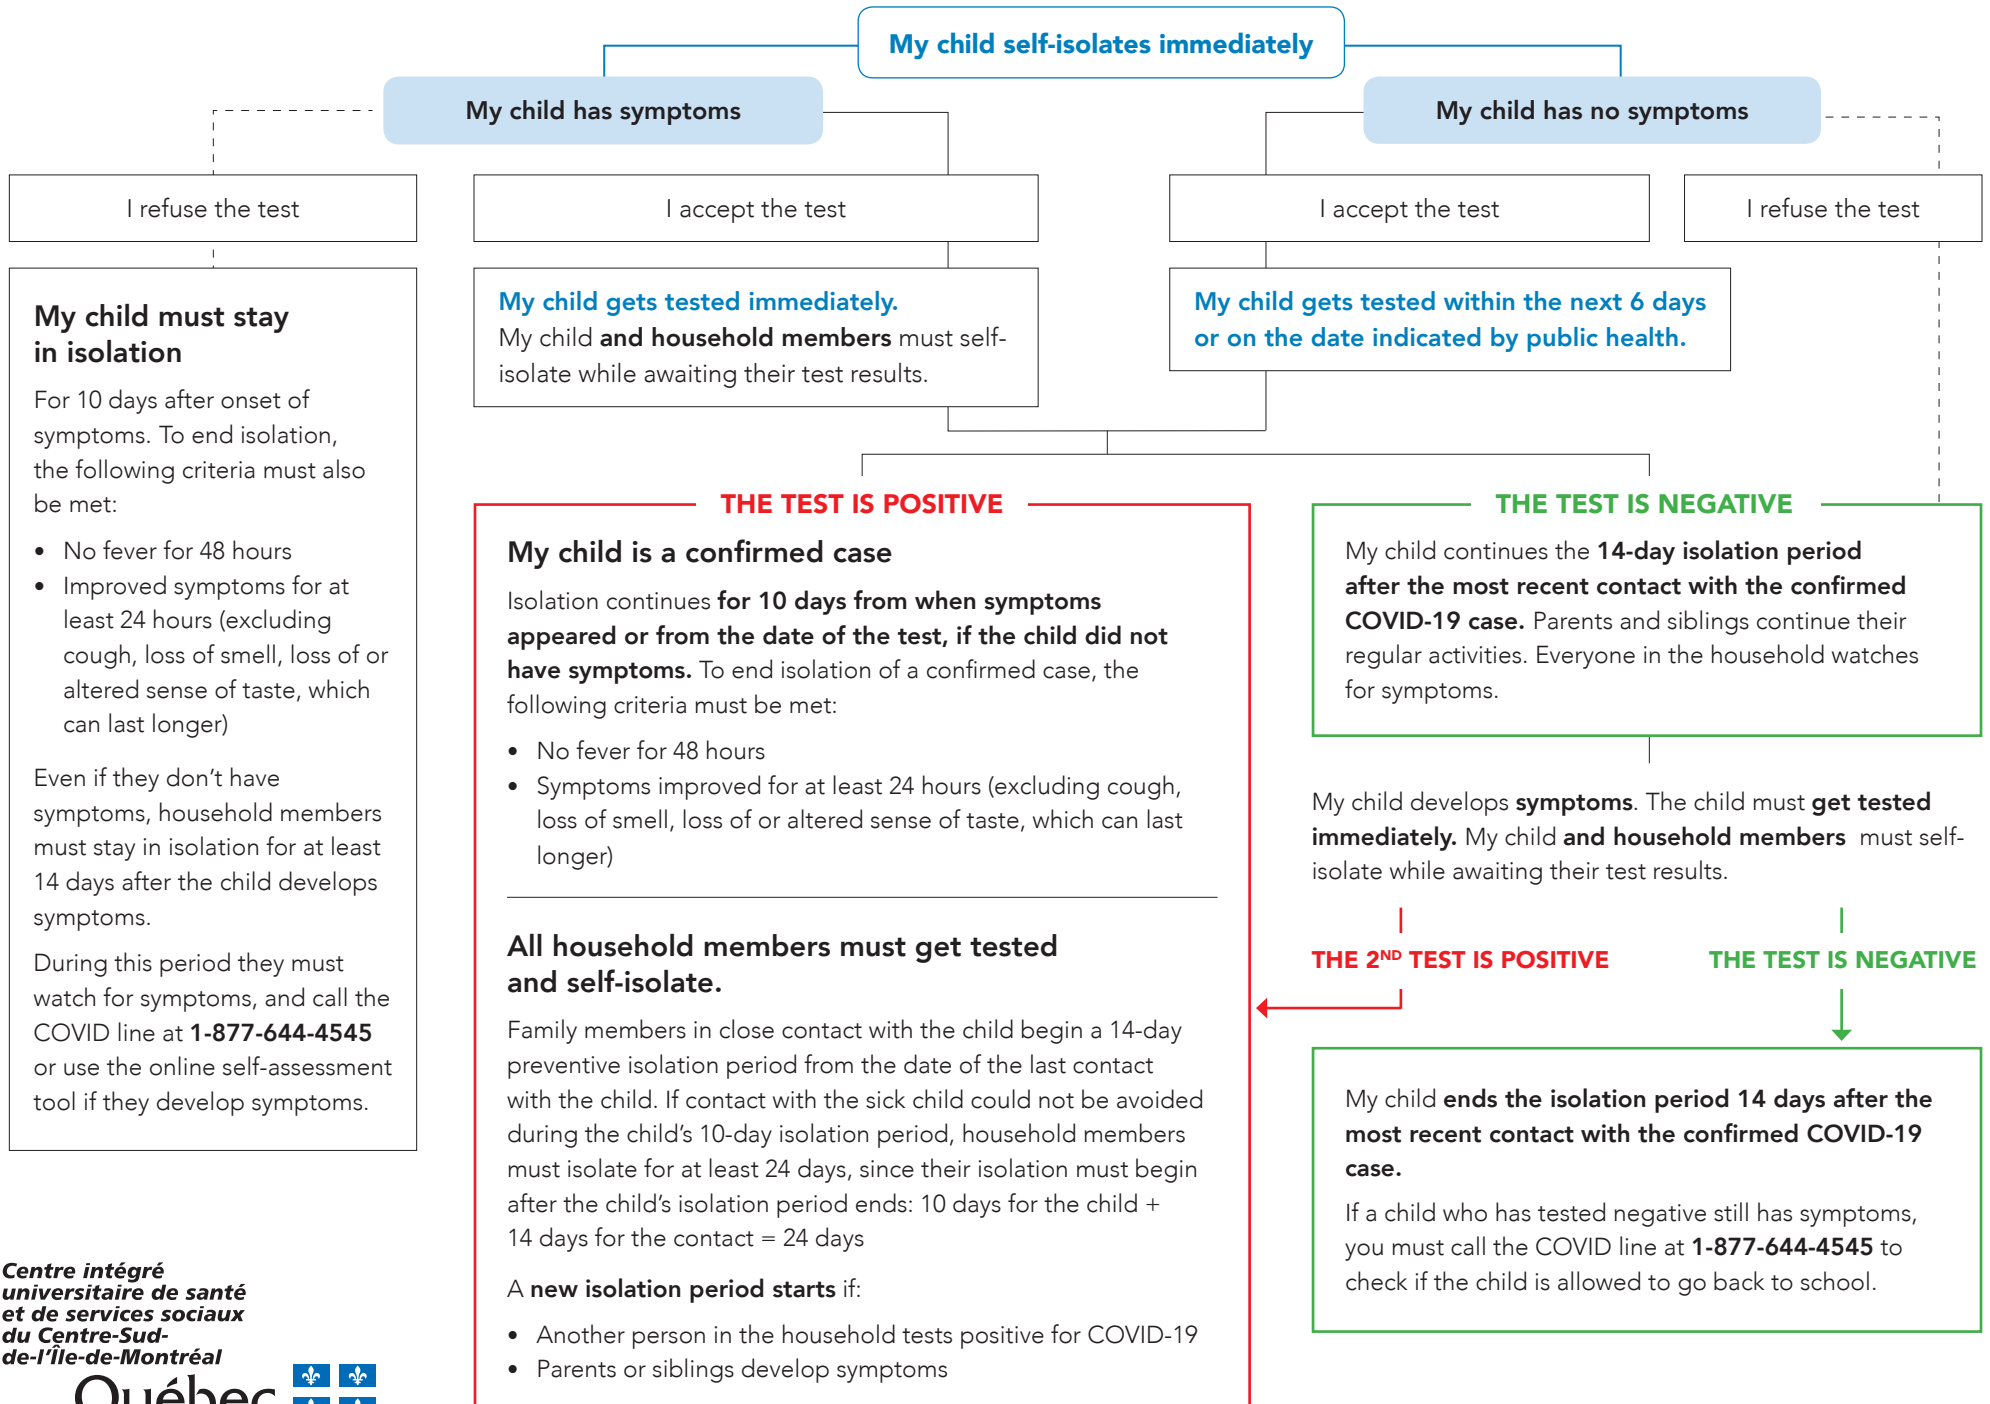 My child self-isolates immediately
My child has symptoms
My child has no symptoms
I refuse the test
I accept the test
I accept the test
I refuse the test
My child must stay
in isolation
For 10 days after onset of
symptoms. To end isolation,
the following criteria must also
be met:
• No fever for 48 hours
• Improved symptoms for at
least 24 hours (excluding
cough, loss of smell, loss of or
altered sense of taste, which
can last longer)
Even if they don’t have
symptoms, household members
must stay in isolation for at least
14 days after the child develops
symptoms.
During this period they must
watch for symptoms, and call the
COVID line at 1-877-644-4545
or use the online self-assessment
tool if they develop symptoms.
My child gets tested immediately.
My child and household members must self-
isolate while awaiting their test results.
My child gets tested within the next 6 days
or on the date indicated by public health.
THE TEST IS POSITIVE
My child is a confirmed case
Isolation continues for 10 days from when symptoms
appeared or from the date of the test, if the child did not
have symptoms. To end isolation of a confirmed case, the
following criteria must be met:
• No fever for 48 hours
• Symptoms improved for at least 24 hours (excluding cough,
loss of smell, loss of or altered sense of taste, which can last
longer)
All household members must get tested
and self-isolate.
Family members in close contact with the child begin a 14-day
preventive isolation period from the date of the last contact
with the child. If contact with the sick child could not be avoided
during the child’s 10-day isolation period, household members
must isolate for at least 24 days, since their isolation must begin
after the child’s isolation period ends: 10 days for the child +
14 days for the contact = 24 days
A new isolation period starts if:
• Another person in the household tests positive for COVID-19
• Parents or siblings develop symptoms
THE TEST IS NEGATIVE
My child continues the 14-day isolation period
after the most recent contact with the confirmed
COVID-19 case. Parents and siblings continue their
regular activities. Everyone in the household watches
for symptoms.
My child develops symptoms. The child must get tested
immediately. My child and household members must self-
isolate while awaiting their test results.
THE 2ND TEST IS POSITIVE
THE TEST IS NEGATIVE
My child ends the isolation period 14 days after the
most recent contact with the confirmed COVID-19
case.
If a child who has tested negative still has symptoms,
you must call the COVID line at 1-877-644-4545 to
check if the child is allowed to go back to school.
Centre intégré
universitaire de santé
et de services sociaux
du Centre-Sud-
de-l’Île-de-Montréal
Québec